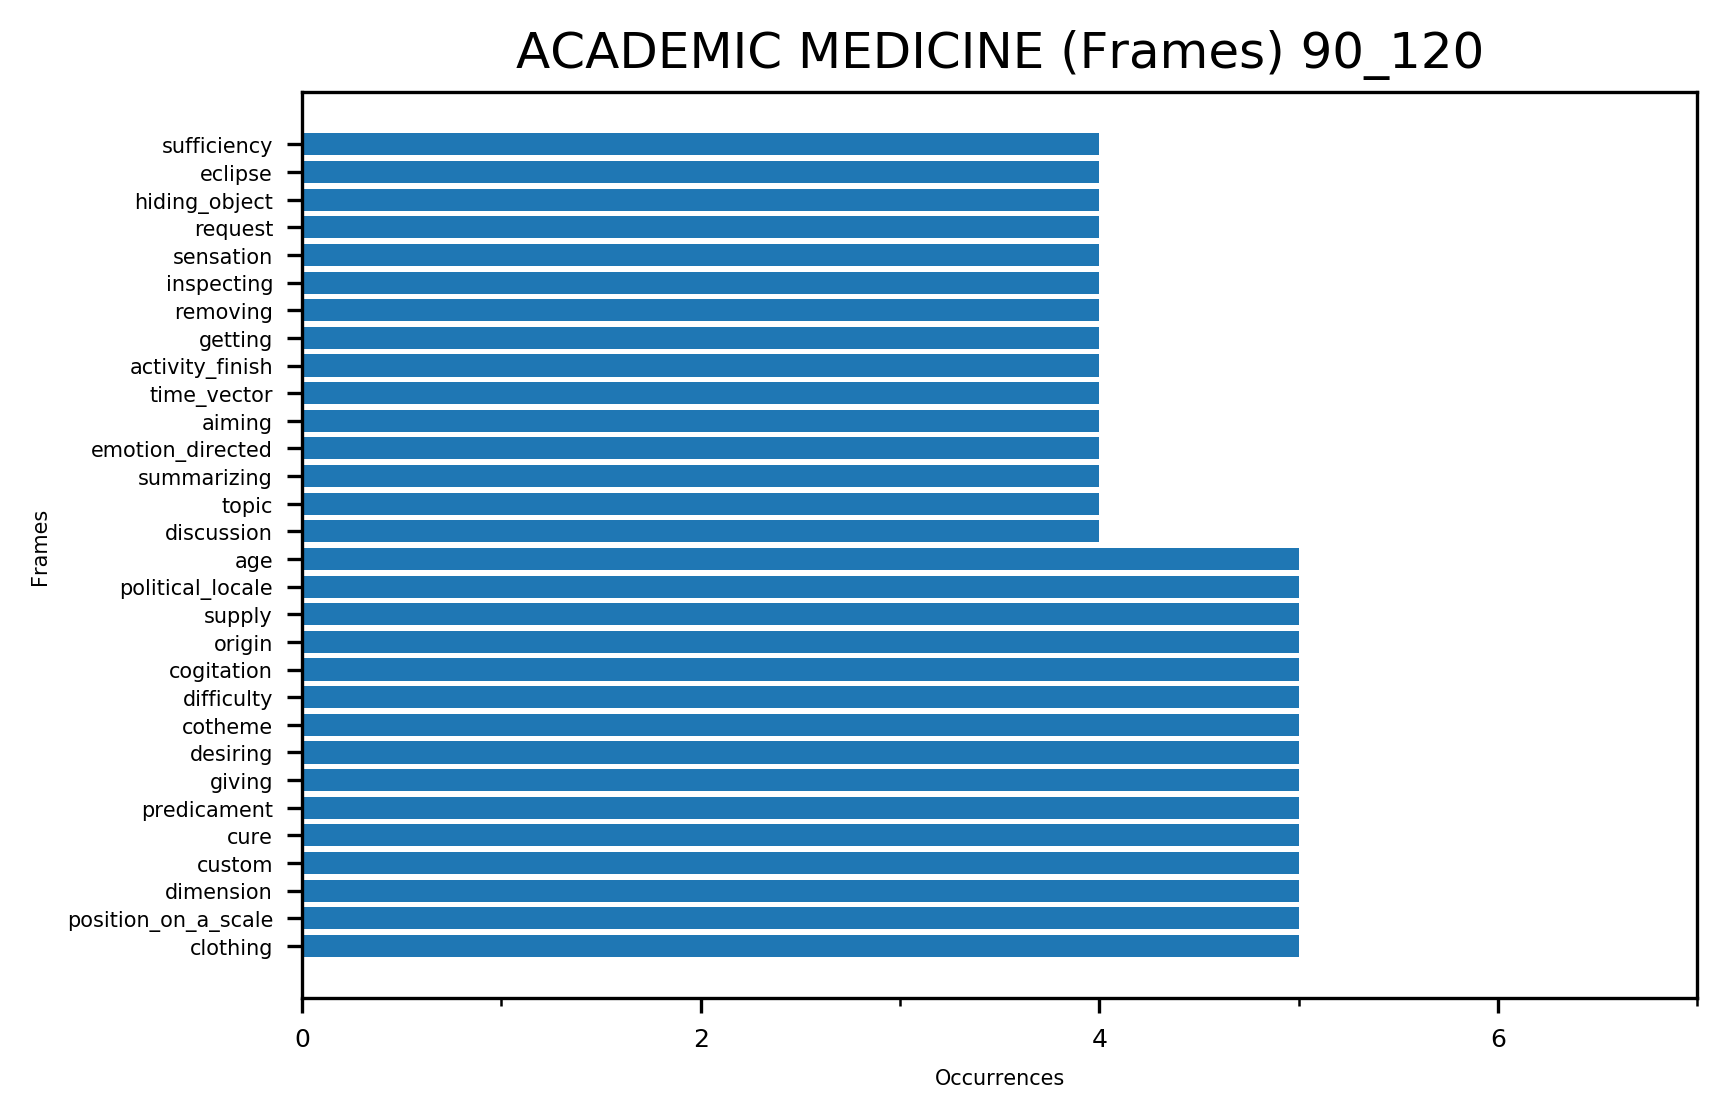 ACADEMIC MEDICINE (Frames) 90_120
sufficiency
eclipse
hiding_object
request
sensation
inspecting
removing
getting
activity_finish
time_vector
aiming
emotion_directed
summarizing
topic
discussion
age
political_locale
supply
origin
cogitation
difficulty
cotheme
desiring
giving
predicament
cure
custom
dimension
position_on_a_scale
clothing
Frames
0 2 4 6
Occurrences